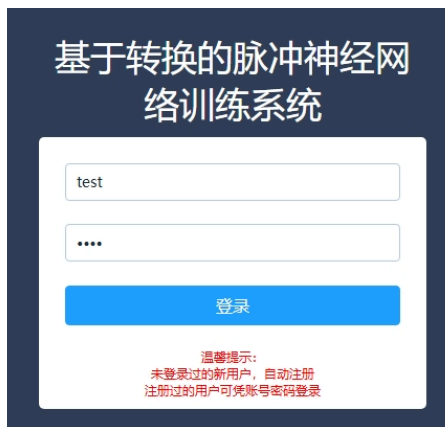 基于转换的脉冲神经网
络训练系统
test
••••
登录
温馨提示：
未登录过的新用户，自动注册
注册过的用户可凭账号密码登录